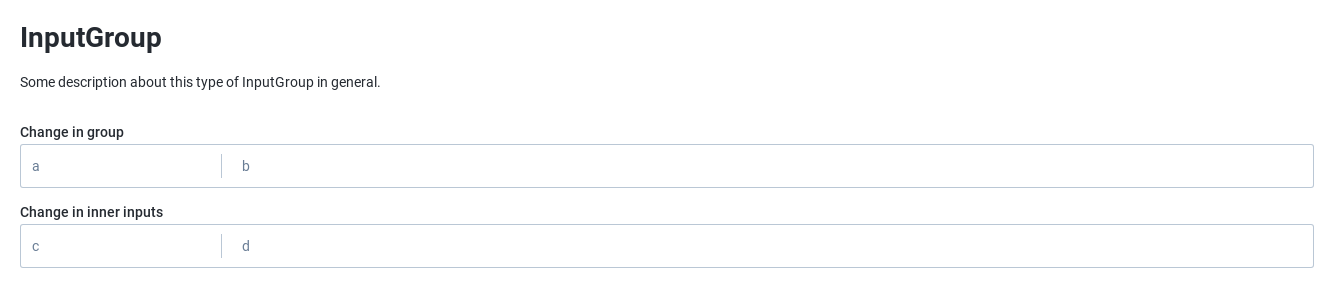 InputGroup
Some description about this type of InputGroup in general.
Change in group
a b
Change in inner inputs
c d